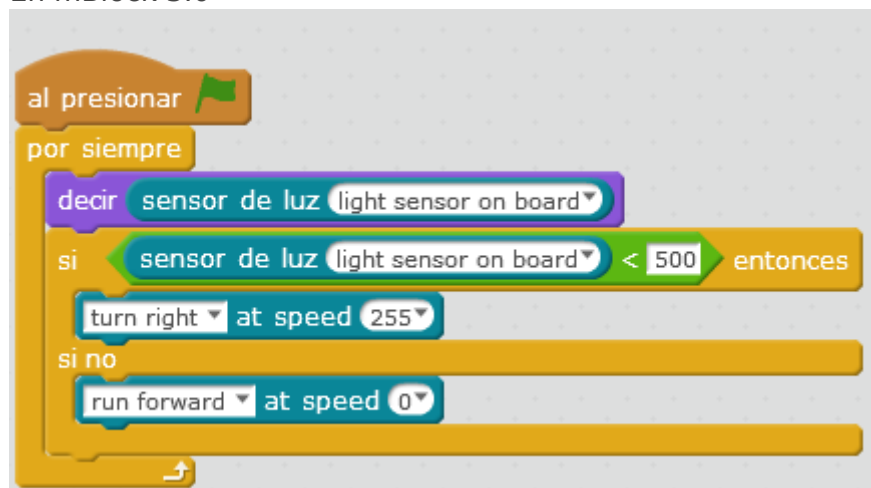 al presionar
por siempre
decir sensor de luz light sensor on board
si sensor de luz light sensor on board < 500 entonces
turn right at speed 255
si no
run forward at speed 0